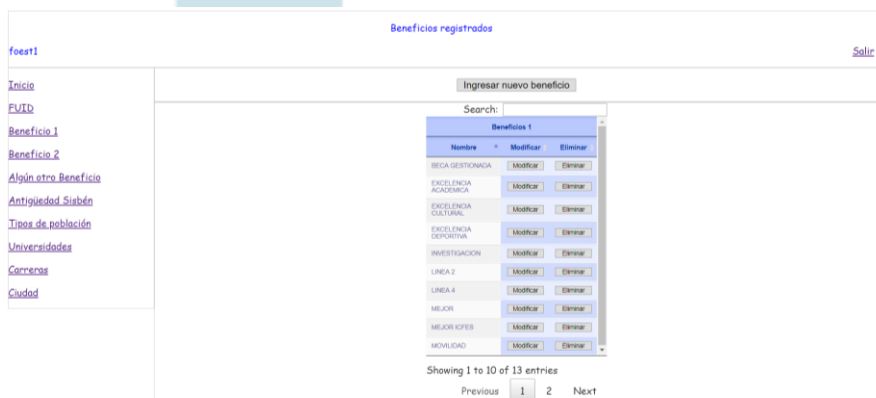 Beneficios registrados
foest1 Salir
Inicio
FUID
Beneficio 1
Beneficio 2
Algún otro Beneficio
Antigüedad Sisbén
Tipos de población
Universidades
Carreras
Ciudad
Ingresar nuevo beneficio
Search:
Beneficios 1
Nombre Modificar Eliminar
BECA GESTIONADA Modificar Eliminar
EXCELENCIA
ACADEMICA Modificar Eliminar
EXCELENCIA
CULTURAL Modificar Eliminar
EXCELENCIA
DEPORTIVA Modificar Eliminar
INVESTIGACION Modificar Eliminar
LINEA 2 Modificar Eliminar
LINEA 4 Modificar Eliminar
MEJOR Modificar Eliminar
MEJOR ICFES Modificar Eliminar
MOVILIDAD Modificar Eliminar
Showing 1 to 10 of 13 entries
Previous 1 2 Next